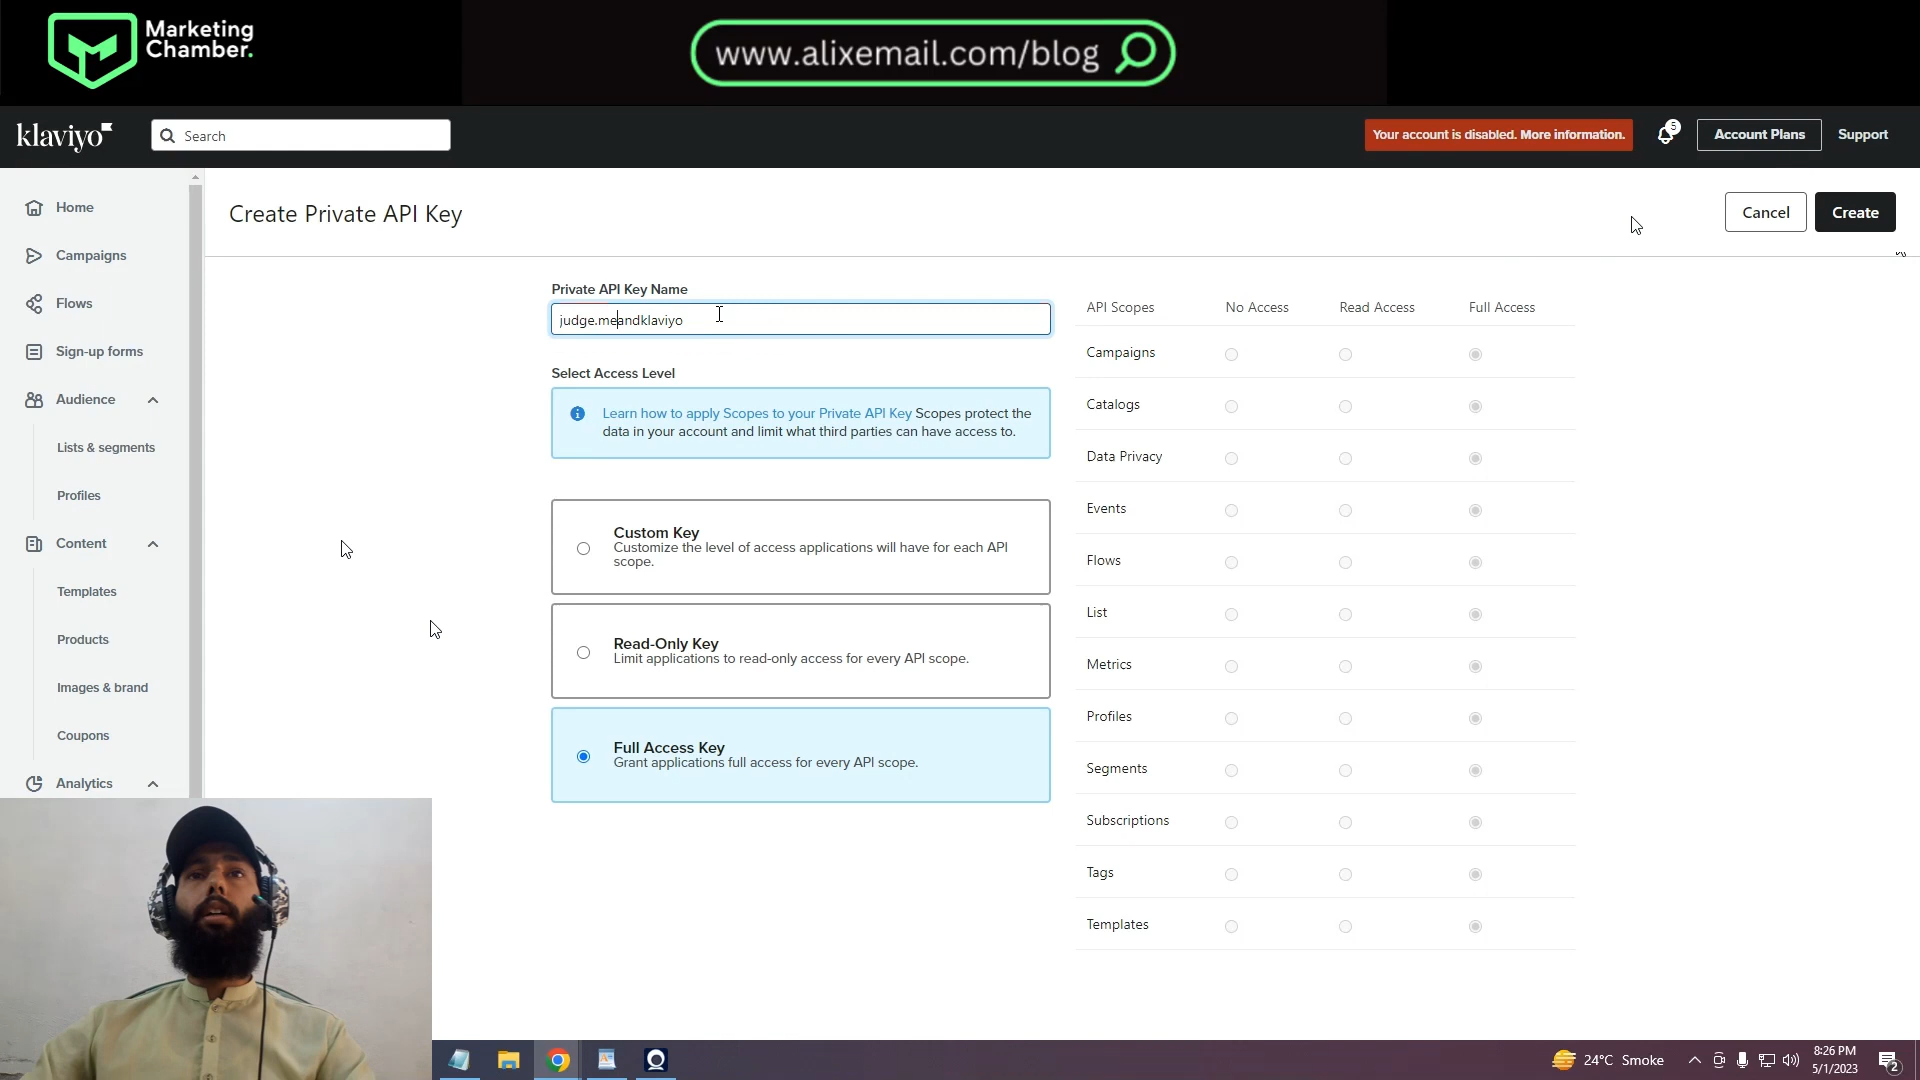 Marketing
Chamber.
www.alixemail.com/blog
klaviyo
Search
Your account is disabled. More information.
5
Account Plans
Support
Home
Campaigns
Flows
Sign-up forms
Audience
Lists & segments
Profiles
Content
Templates
Products
Images & brand
Coupons
Analytics
Create Private API Key
Cancel
Create
Private API Key Name
judge.meandklaviyo
Select Access Level
Learn how to apply Scopes to your Private API Key Scopes protect the
data in your account and limit what third parties can have access to.
Custom Key
Customize the level of access applications will have for each API
scope.
Read-Only Key
Limit applications to read-only access for every API scope.
Full Access Key
Grant applications full access for every API scope.
API Scopes No Access Read Access Full Access
Campaigns
Catalogs
Data Privacy
Events
Flows
List
Metrics
Profiles
Segments
Subscriptions
Tags
Templates
24°C Smoke
8:26 PM
5/1/2023
2